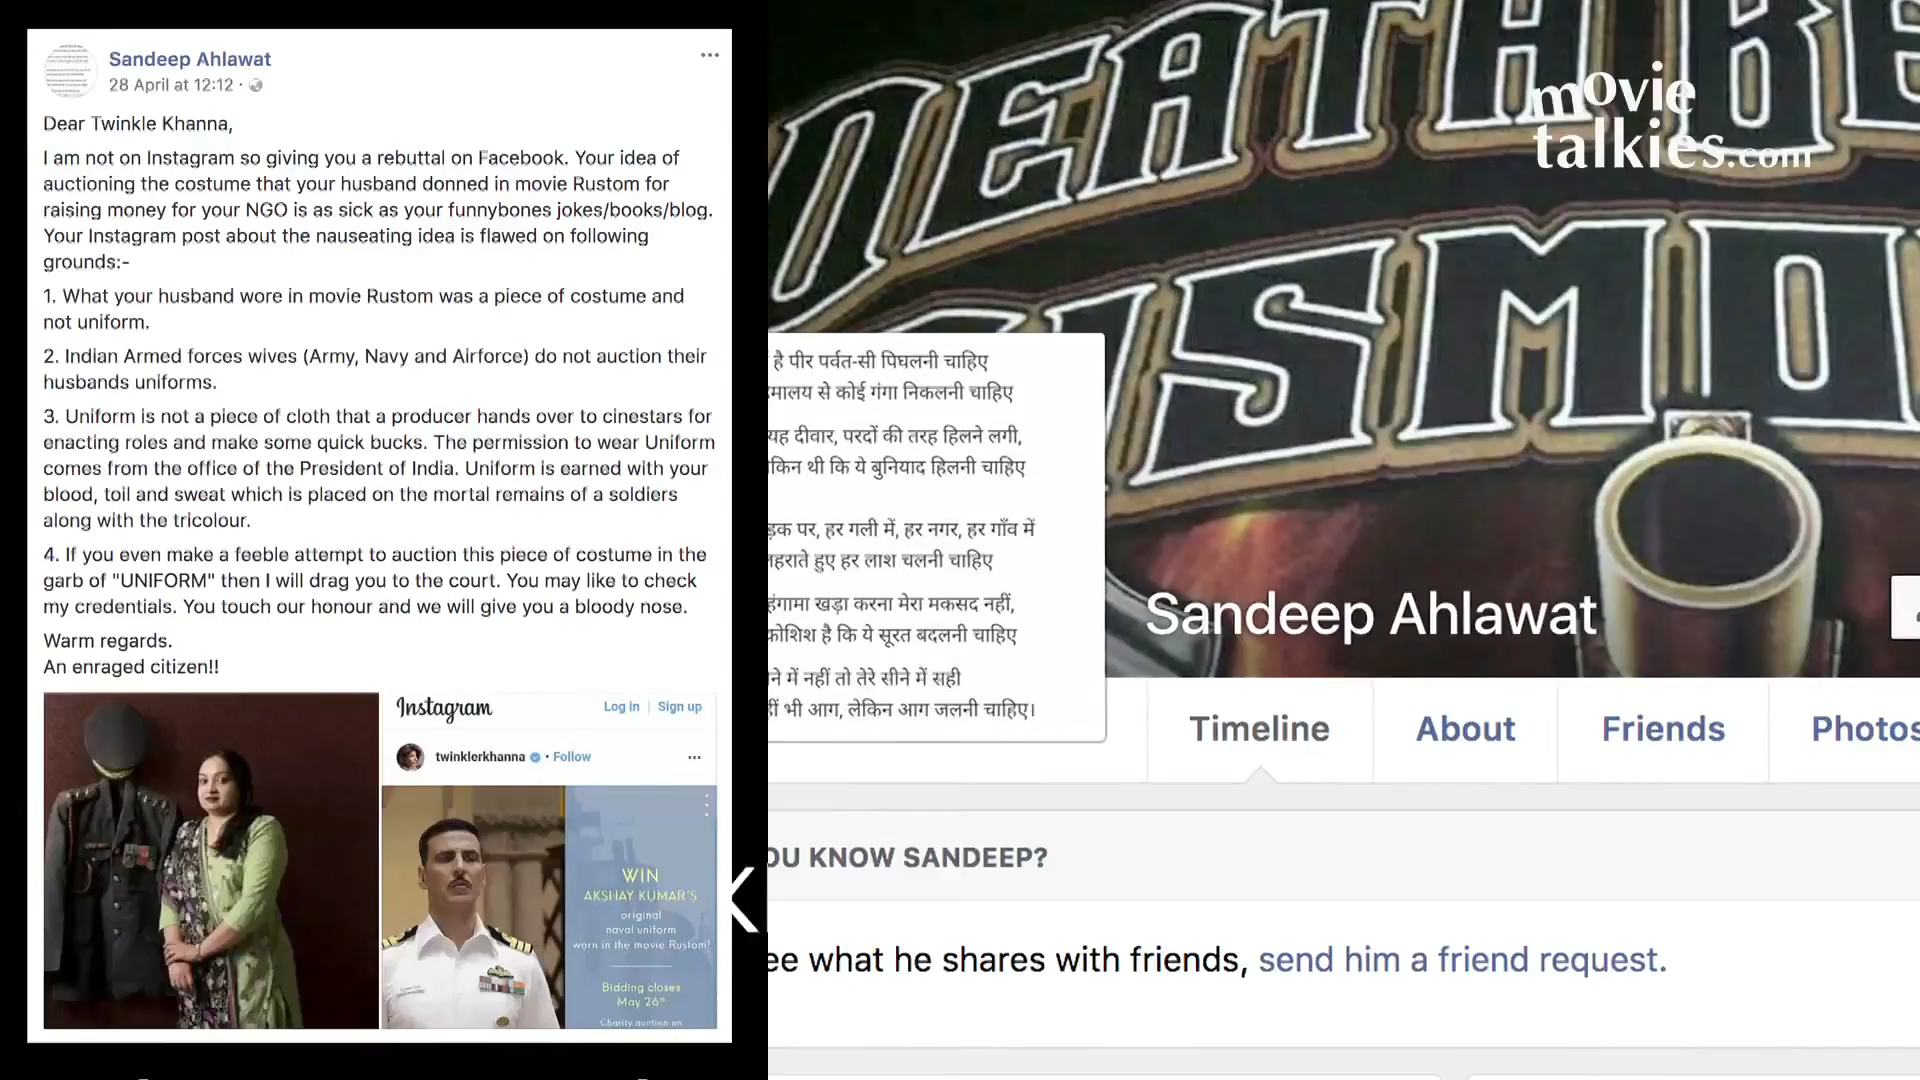 Sandeep Ahlawat
28 April at 12:12
Dear Twinkle Khanna,
I am not on Instagram so giving you a rebuttal on Facebook. Your idea of
auctioning the costume that your husband donned in movie Rustom for
raising money for your NGO is as sick as your funnybones jokes/books/blog.
Your Instagram post about the nauseating idea is flawed on following
grounds:-
1. What your husband wore in movie Rustom was a piece of costume and
not uniform.
2. Indian Armed forces wives (Army, Navy and Airforce) do not auction their
husbands uniforms.
3. Uniform is not a piece of cloth that a producer hands over to cinestars for
enacting roles and make some quick bucks. The permission to wear Uniform
comes from the office of the President of India. Uniform is earned with your
blood, toil and sweat which is placed on the mortal remains of a soldiers
along with the tricolour.
4. If you even make a feeble attempt to auction this piece of costume in the
garb of "UNIFORM" then I will drag you to the court. You may like to check
my credentials. You touch our honour and we will give you a bloody nose.
Warm regards.
An enraged citizen!!
Instagram
Log in | Sign up
twinklerkhanna • Follow
WIN
AKSHAY KUMAR'S
original
naval uniform
worn in the movie Rustom!
Bidding closes
May 26th
Charity auction on
DEATH BE
ISMO
movie
talkies.com
है पीर पर्वत-सी पिघलनी चाहिए
मालय से कोई गंगा निकलनी चाहिए
यह दीवार, परदों की तरह हिलने लगी,
किन थी कि ये बुनियाद हिलनी चाहिए
ड़क पर, हर गली में, हर नगर, हर गाँव में
लहराते हुए हर लाश चलनी चाहिए
हंगामा खड़ा करना मेरा मकसद नहीं,
कोशिश है कि ये सूरत बदलनी चाहिए
ने में नहीं तो तेरे सीने में सही
हीं भी आग, लेकिन आग जलनी चाहिए।
Sandeep Ahlawat
Timeline
About
Friends
Photos
OU KNOW SANDEEP?
ee what he shares with friends, send him a friend request.